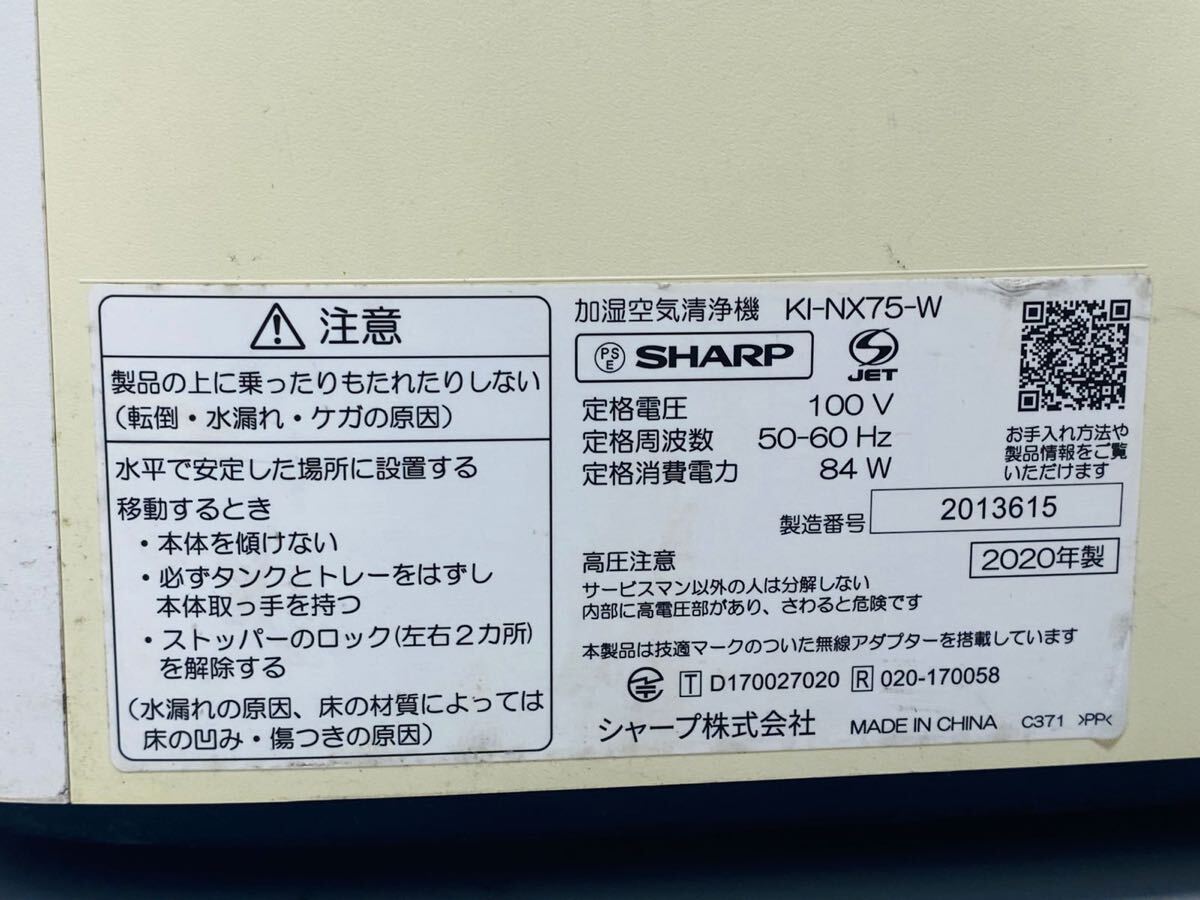 注意
製品の上に乗ったりもたれたりしない
(転倒・水漏れ・ケガの原因)
水平で安定した場所に設置する
移動するとき
・本体を傾けない
・必ずタンクとトレーをはずし
本体取っ手を持つ
・ストッパーのロック(左右2カ所)
を解除する
(水漏れの原因、床の材質によっては
床の凹み・傷つきの原因)
加湿空気清浄機 KI-NX75-W
PSE SHARP JET
定格電圧 100 V
定格周波数 50-60 Hz
定格消費電力 84 W
お手入れ方法や
製品情報をご覧
いただけます
製造番号 2013615
高圧注意 2020年製
サービスマン以外の人は分解しない
内部に高電圧部があり、さわると危険です
本製品は技適マークのついた無線アダプターを搭載しています
T D170027020 R 020-170058
シャープ株式会社 MADE IN CHINA C371 >PP<